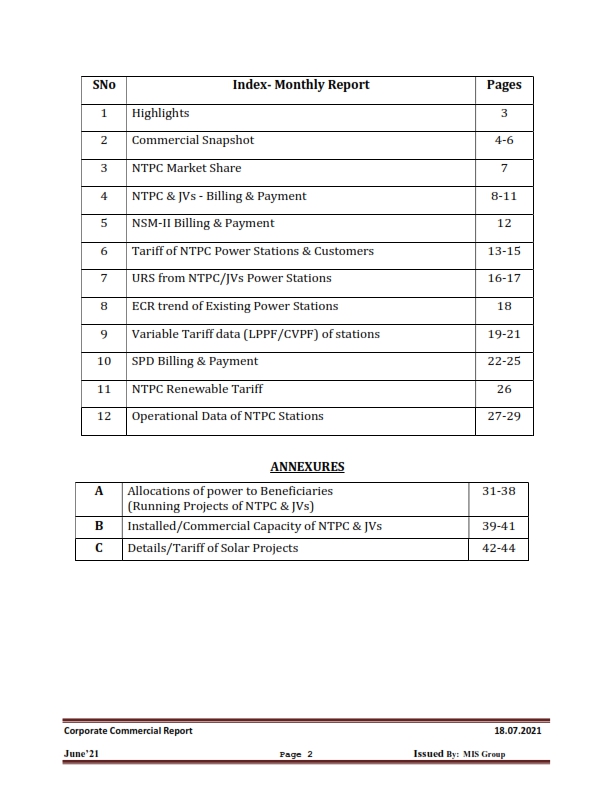 SNo Index- Monthly Report Pages
1 Highlights 3
2 Commercial Snapshot 4-6
3 NTPC Market Share 7
4 NTPC & JVs - Billing & Payment 8-11
5 NSM-II Billing & Payment 12
6 Tariff of NTPC Power Stations & Customers 13-15
7 URS from NTPC/JVs Power Stations 16-17
8 ECR trend of Existing Power Stations 18
9 Variable Tariff data (LPPF/CVPF) of stations 19-21
10 SPD Billing & Payment 22-25
11 NTPC Renewable Tariff 26
12 Operational Data of NTPC Stations 27-29
ANNEXURES
A Allocations of power to Beneficiaries 31-38
(Running Projects of NTPC & JVs)
B Installed/Commercial Capacity of NTPC & JVs 39-41
C Details/Tariff of Solar Projects 42-44
Corporate Commercial Report 18.07.2021
June'21 Page 2 Issued By: MIS Group